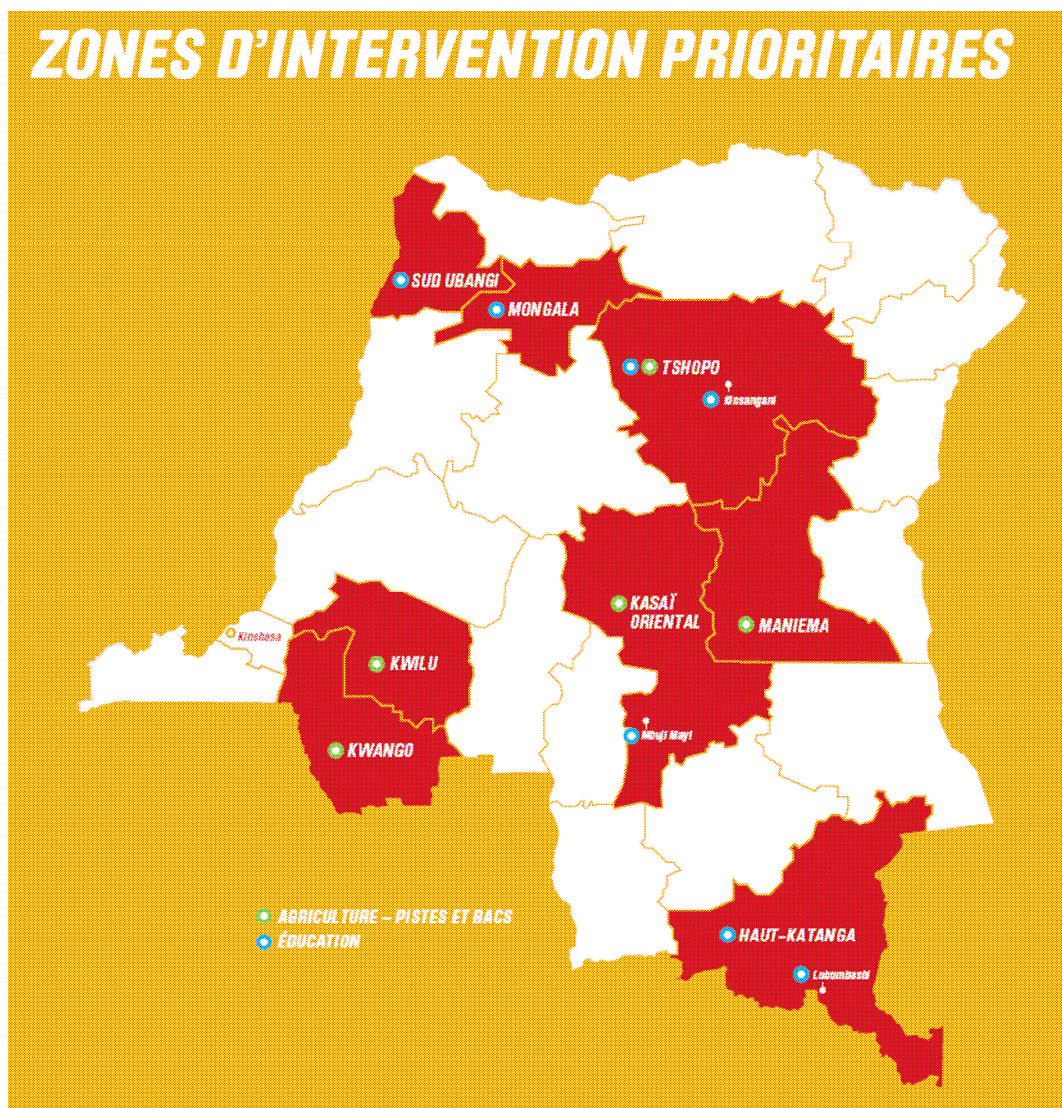 ZONES D'INTERVENTION PRIORITAIRES
SUD UBANGI
MONGALA
TSHOPO
Kinsangani
KASAÏ
ORIENTAL
MANIEMA
Kinshasa
KWILU
KWANGO
Mbuji Mayi
AGRICULTURE – PISTES ET BACS
ÉDUCATION
HAUT-KATANGA
Lubumbashi